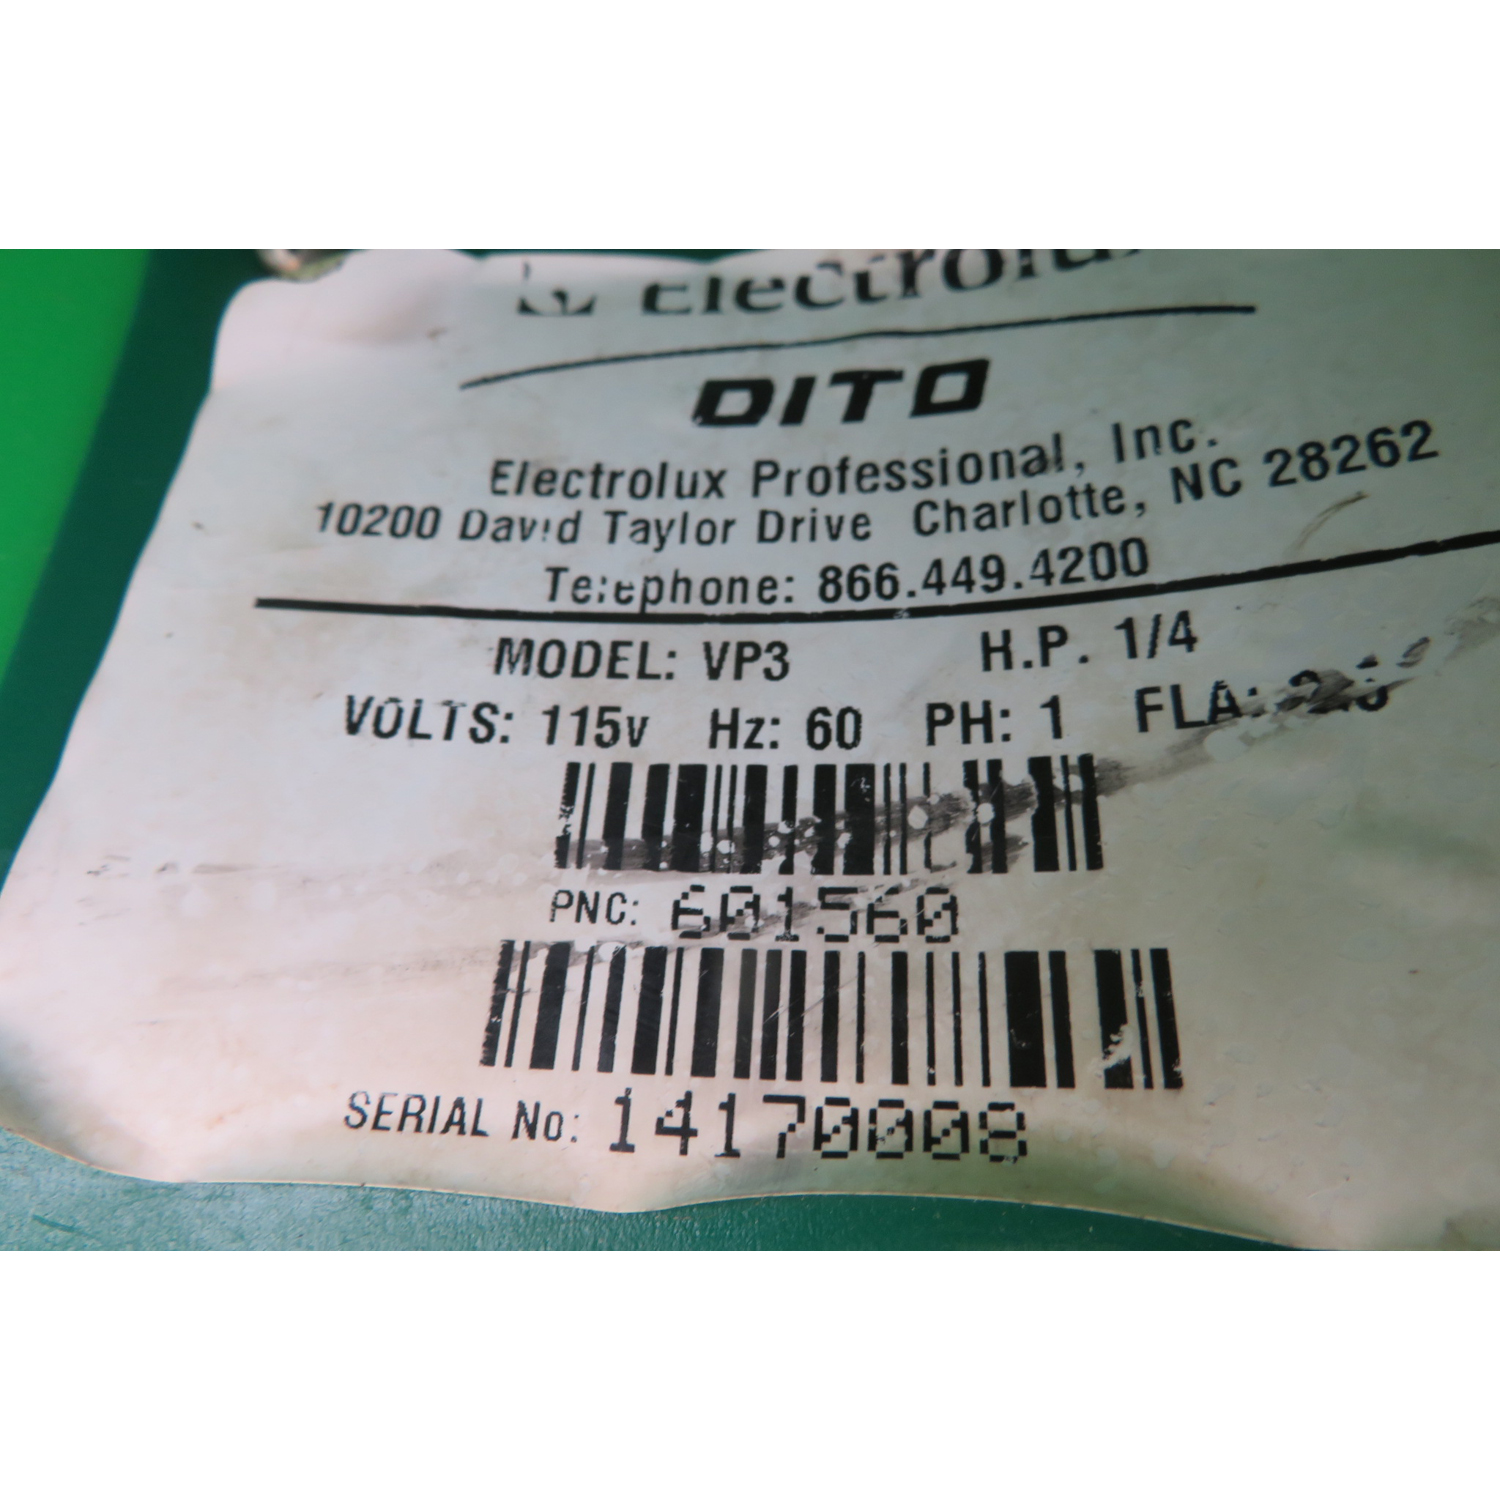 Electrolux
DITO
Electrolux Professional, Inc.
10200 David Taylor Drive Charlotte, NC 28262
Telephone: 866.449.4200
MODEL: VP3 H.P. 1/4
VOLTS: 115v Hz: 60 PH: 1 FLA:
PNC: 601560
SERIAL No: 14170008